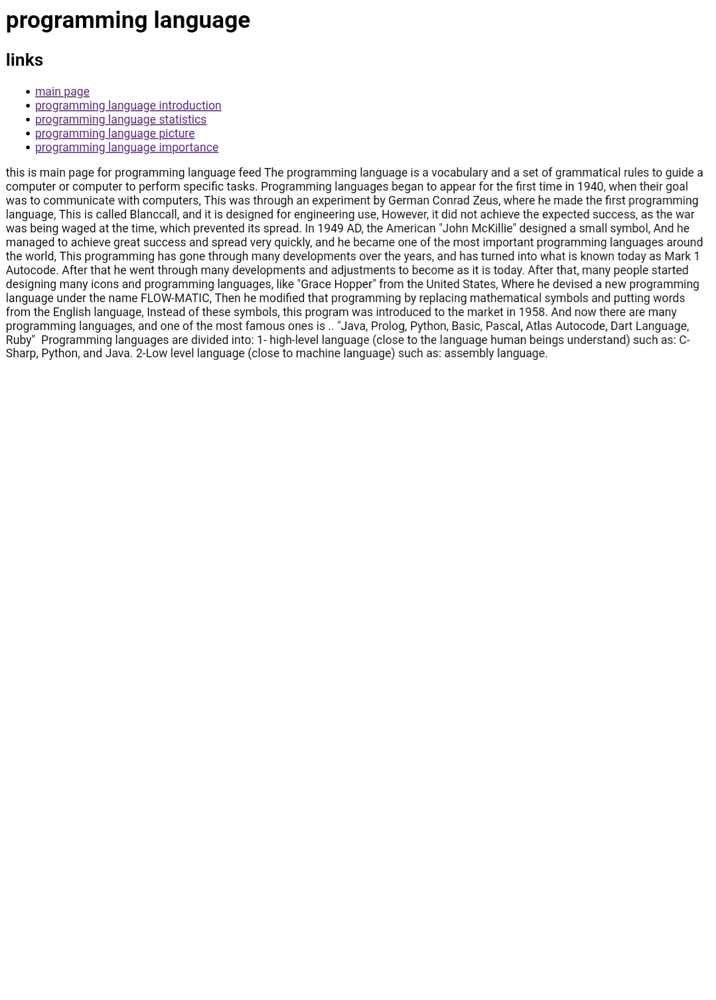 programming language
links
• main page
• programming language introduction
• programming language statistics
• programming language picture
• programming language importance
this is main page for programming language feed The programming language is a vocabulary and a set of grammatical rules to guide a
computer or computer to perform specific tasks. Programming languages began to appear for the first time in 1940, when their goal
was to communicate with computers, This was through an experiment by German Conrad Zeus, where he made the first programming
language, This is called Blanccall, and it is designed for engineering use, However, it did not achieve the expected success, as the war
was being waged at the time, which prevented its spread. In 1949 AD, the American "John McKillie" designed a small symbol, And he
managed to achieve great success and spread very quickly, and he became one of the most important programming languages around
the world, This programming has gone through many developments over the years, and has turned into what is known today as Mark 1
Autocode. After that he went through many developments and adjustments to become as it is today. After that, many people started
designing many icons and programming languages, like "Grace Hopper" from the United States, Where he devised a new programming
language under the name FLOW-MATIC, Then he modified that programming by replacing mathematical symbols and putting words
from the English language, Instead of these symbols, this program was introduced to the market in 1958. And now there are many
programming languages, and one of the most famous ones is .. "Java, Prolog, Python, Basic, Pascal, Atlas Autocode, Dart Language,
Ruby"  Programming languages are divided into: 1- high-level language (close to the language human beings understand) such as: C-
Sharp, Python, and Java. 2-Low level language (close to machine language) such as: assembly language.